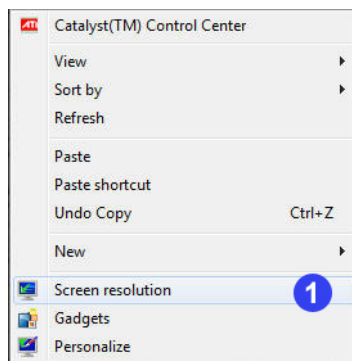 ATI Catalyst(TM) Control Center
View
Sort by
Refresh
Paste
Paste shortcut
Undo Copy Ctrl+Z
New
Screen resolution 1
Gadgets
Personalize